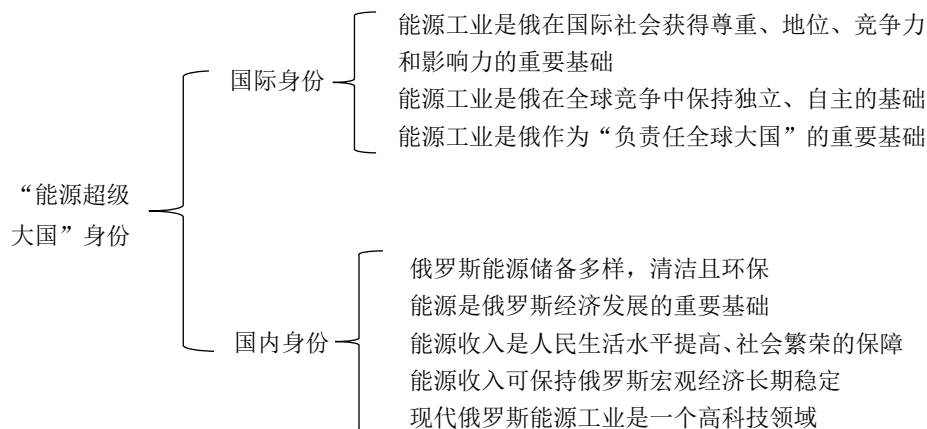 能源工业是俄在国际社会获得尊重、地位、竞争力
和影响力的重要基础
国际身份
能源工业是俄在全球竞争中保持独立、自主的基础
能源工业是俄作为“负责任全球大国”的重要基础
“能源超级
大国”身份
俄罗斯能源储备多样，清洁且环保
能源是俄罗斯经济发展的重要基础
国内身份
能源收入是人民生活水平提高、社会繁荣的保障
能源收入可保持俄罗斯宏观经济长期稳定
现代俄罗斯能源工业是一个高科技领域